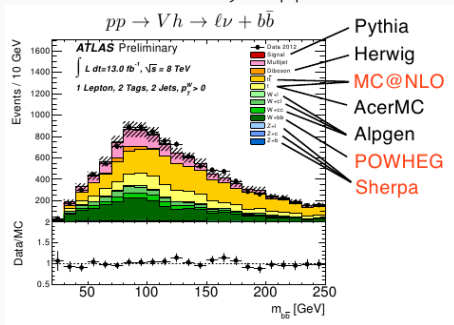 pp → Vh → ℓν + bb̄
ATLAS Preliminary
∫ L dt=13.0 fb⁻¹, √s = 8 TeV
1 Lepton, 2 Tags, 2 Jets, p_T^W > 0
Data 2012
Signal
Multijet
Diboson
t
W+l
W+cl
W+cc
W+bb
Z+l
Z+c
Z+b
Pythia
Herwig
MC@NLO
AcerMC
Alpgen
POWHEG
Sherpa
Events / 10 GeV
1600
1400
1200
1000
800
600
400
200
0
Data/MC
2
1.5
1
0.5
50 100 150 200 250
m_bb̄ [GeV]